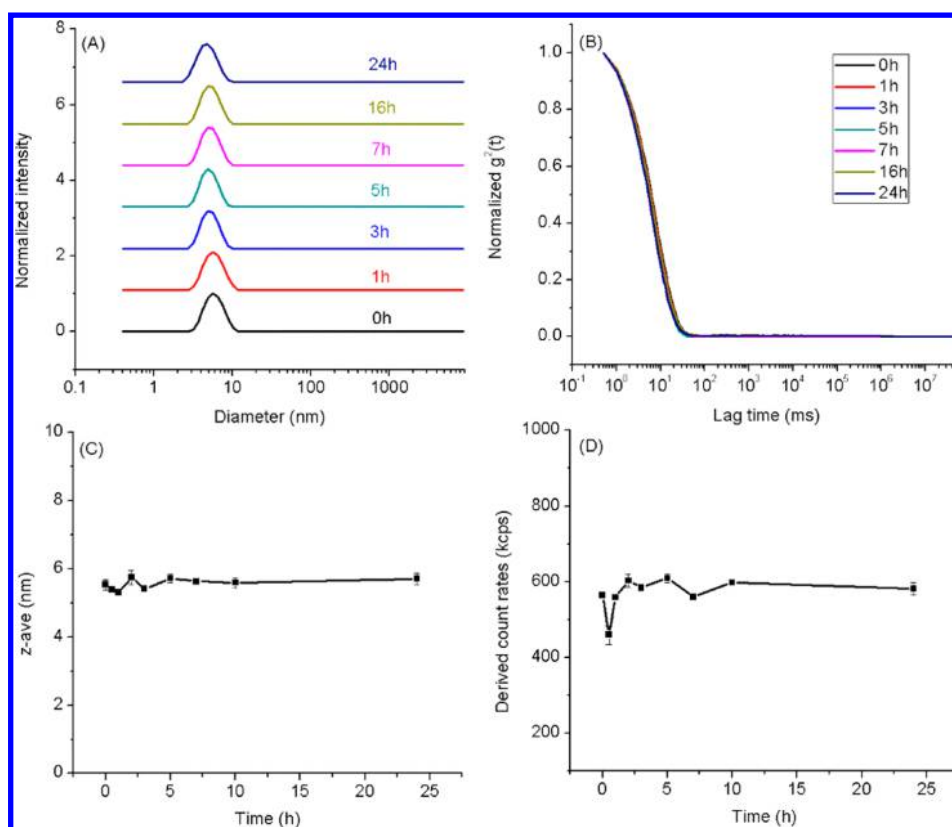 (A)
8
6
4
2
0
Normalized intensity
24h
16h
7h
5h
3h
1h
0h
0.1 1 10 100 1000
Diameter (nm)
(B)
1.0
0.8
0.6
0.4
0.2
0.0
Normalized g²(t)
0h
1h
3h
5h
7h
16h
24h
10⁻¹ 10⁰ 10¹ 10² 10³ 10⁴ 10⁵ 10⁶ 10⁷
Lag time (ms)
(C)
10
8
6
4
2
0
z-ave (nm)
0 5 10 15 20 25
Time (h)
(D)
1000
800
600
400
200
Derived count rates (kcps)
0 5 10 15 20 25
Time (h)